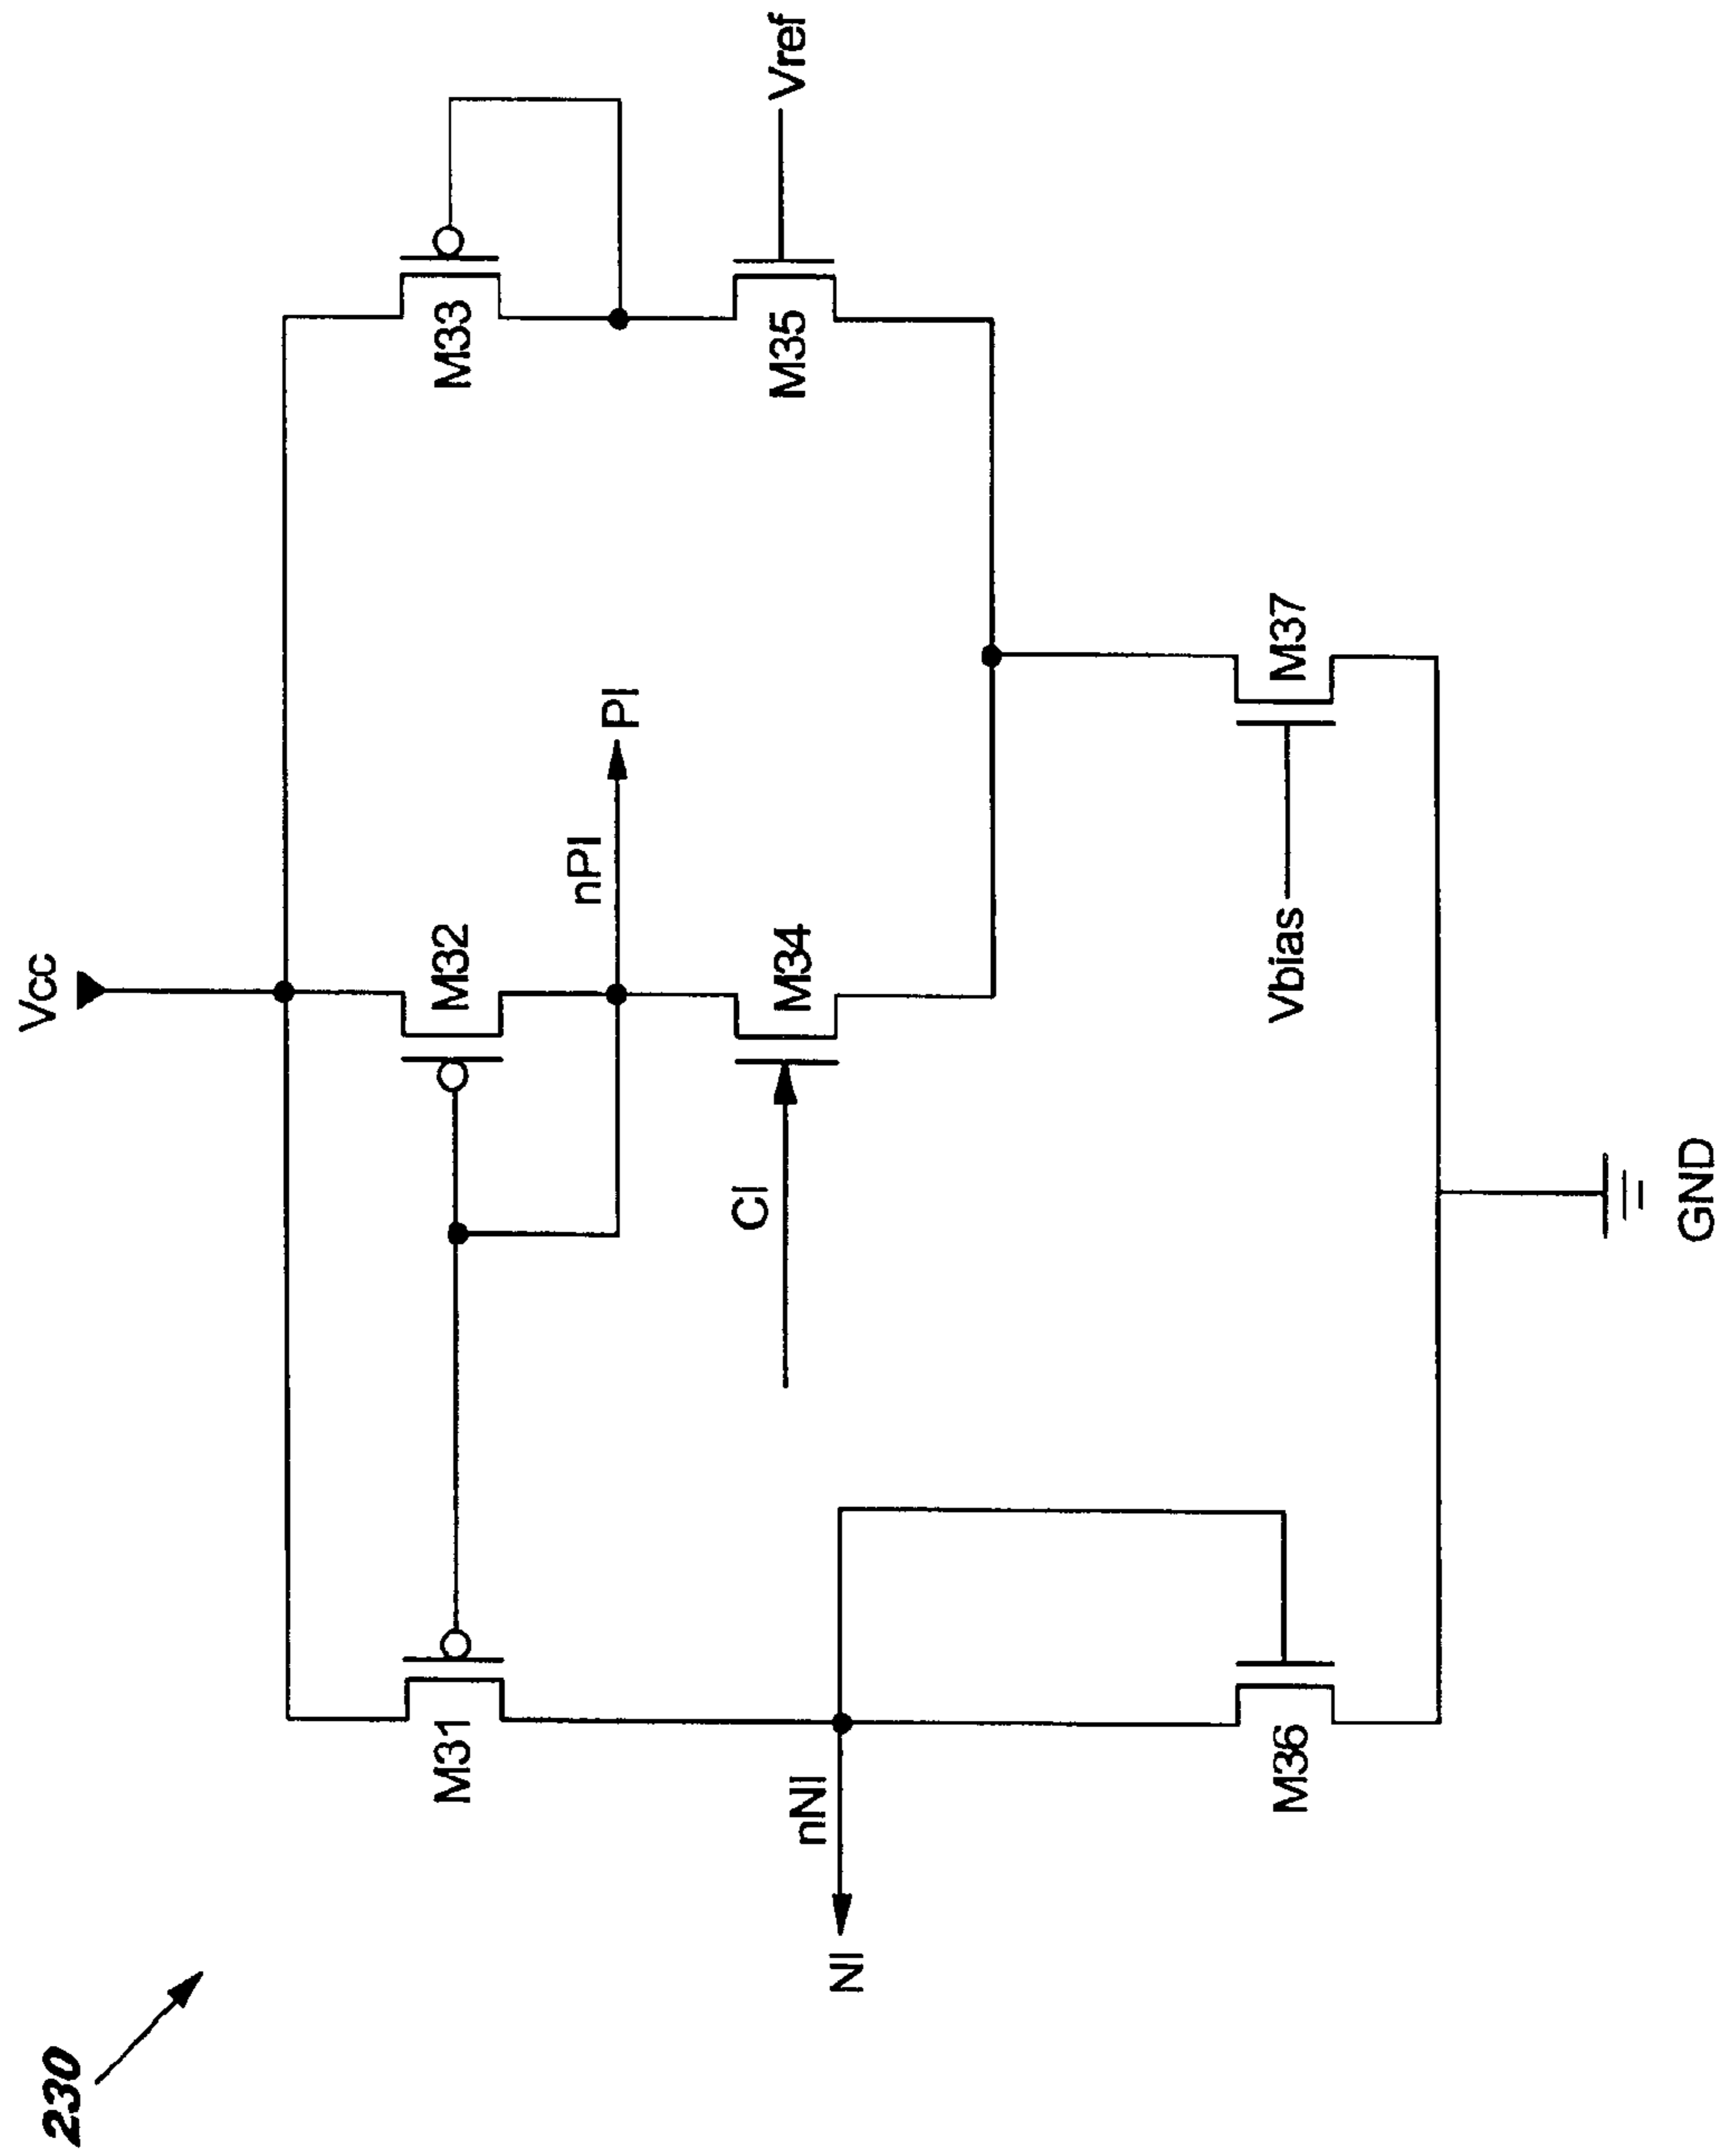 230
Vcc
M31
M32
M33
nPI
PI
CI
M34
M35
Vref
nNI
NI
M36
Vbias
M37
GND